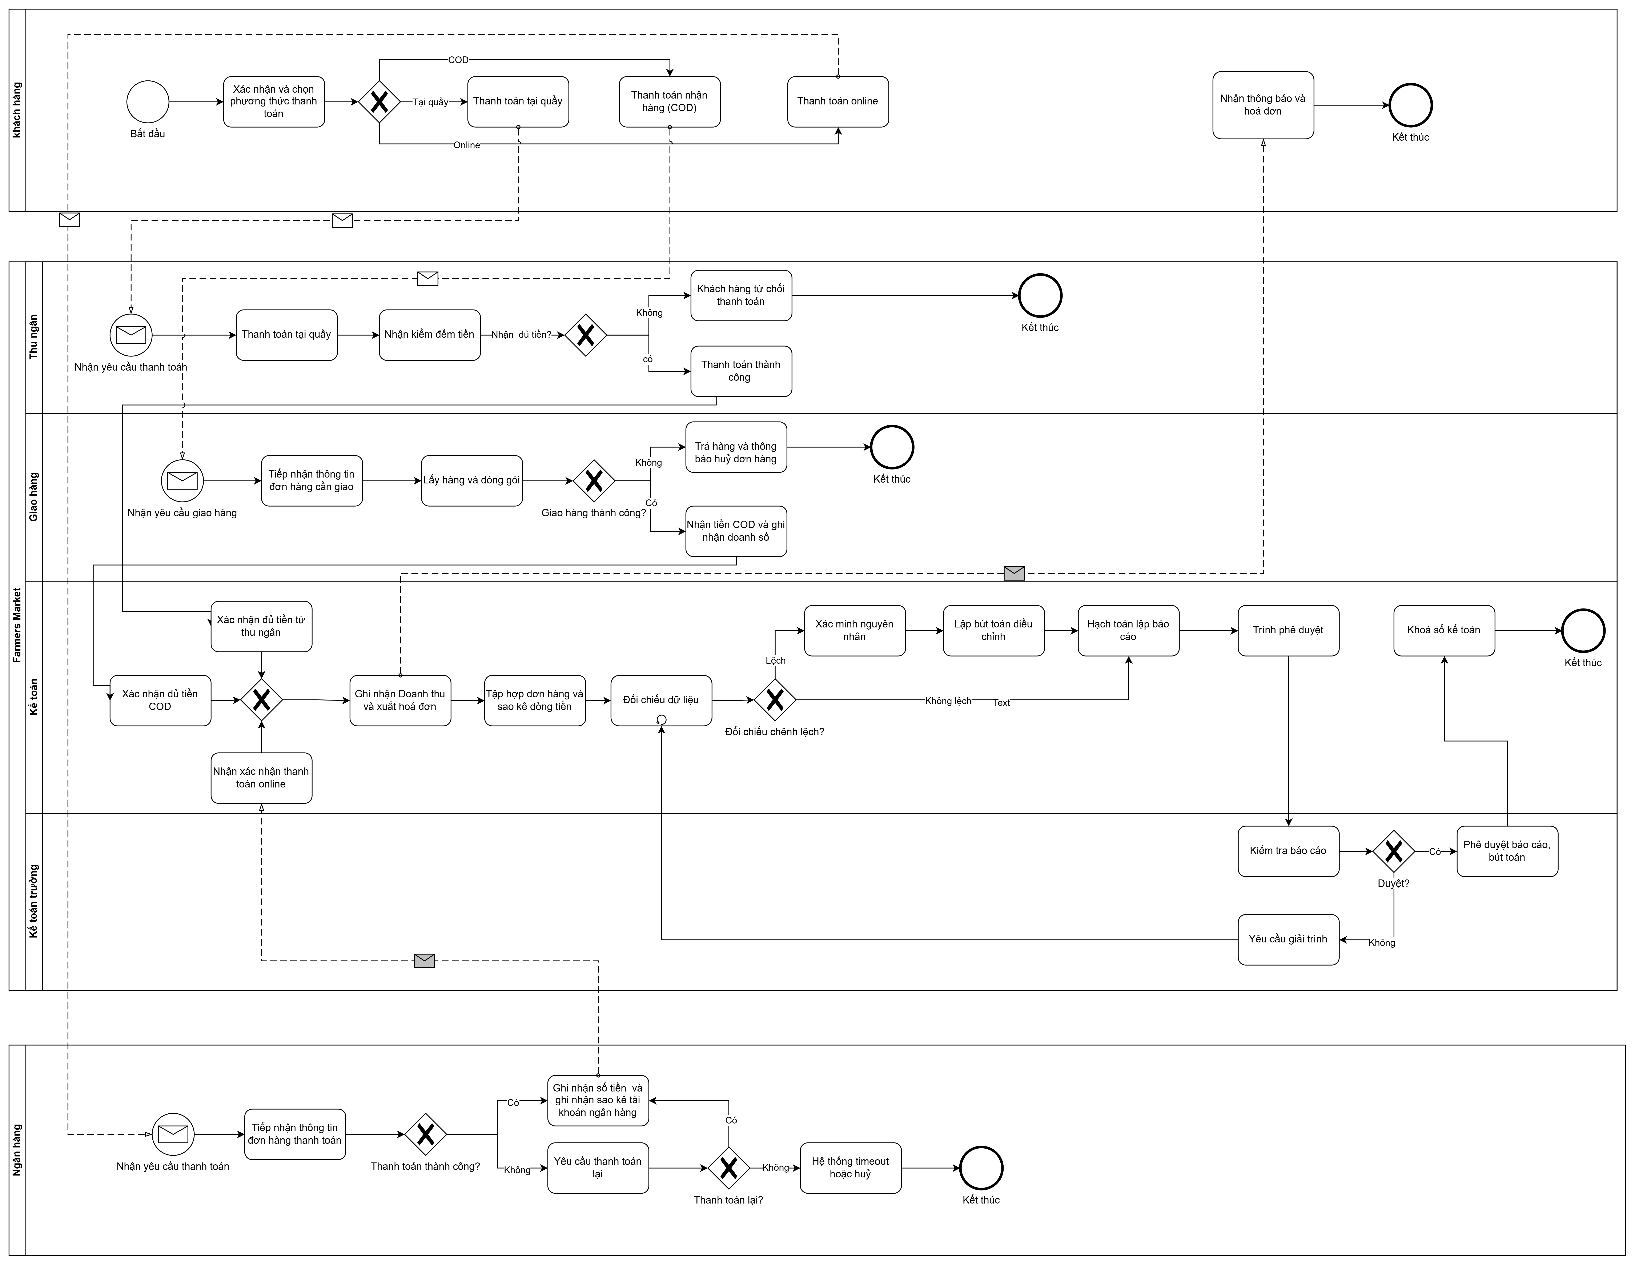 khách hàng
COD
Xác nhận và chọn
phương thức thanh
toán
Tại quầy
Thanh toán tại quầy
Thanh toán nhận
hàng (COD)
Thanh toán online
Nhận thông báo và
hoá đơn
Bắt đầu
Online
Kết thúc
Farmers Market
Thu ngân
Khách hàng từ chối
thanh toán
Không
Kết thúc
Thanh toán tại quầy
Nhận kiểm đếm tiền
Nhận đủ tiền?
có
Nhận yêu cầu thanh toán
Thanh toán thành
công
Giao hàng
Trả hàng và thông
báo huỷ đơn hàng
Không
Kết thúc
Tiếp nhận thông tin
đơn hàng cần giao
Lấy hàng và đóng gói
Có
Nhận yêu cầu giao hàng
Giao hàng thành công?
Nhận tiền COD và ghi
nhận doanh số
Kế toán
Xác nhận đủ tiền từ
thu ngân
Xác minh nguyên
nhân
Lập bút toán điều
chỉnh
Hạch toán lập báo
cáo
Trình phê duyệt
Khoá sổ kế toán
Kết thúc
Lệch
Xác nhận đủ tiền
COD
Ghi nhận Doanh thu
và xuất hoá đơn
Tập hợp đơn hàng và
sao kê dòng tiền
Đối chiếu dữ liệu
Không lệch
Text
Đối chiếu chênh lệch?
Nhận xác nhận thanh
toán online
Kế toán trưởng
Kiểm tra báo cáo
Có
Phê duyệt báo cáo,
bút toán
Duyệt?
Yêu cầu giải trình
Không
Ngân hàng
Ghi nhận số tiền và
ghi nhận sao kê tài
khoản ngân hàng
Có
Có
Tiếp nhận thông tin
đơn hàng thanh toán
Nhận yêu cầu thanh toán
Thanh toán thành công?
Không
Yêu cầu thanh toán
lại
Không
Hệ thống timeout
hoặc huỷ
Thanh toán lại?
Kết thúc